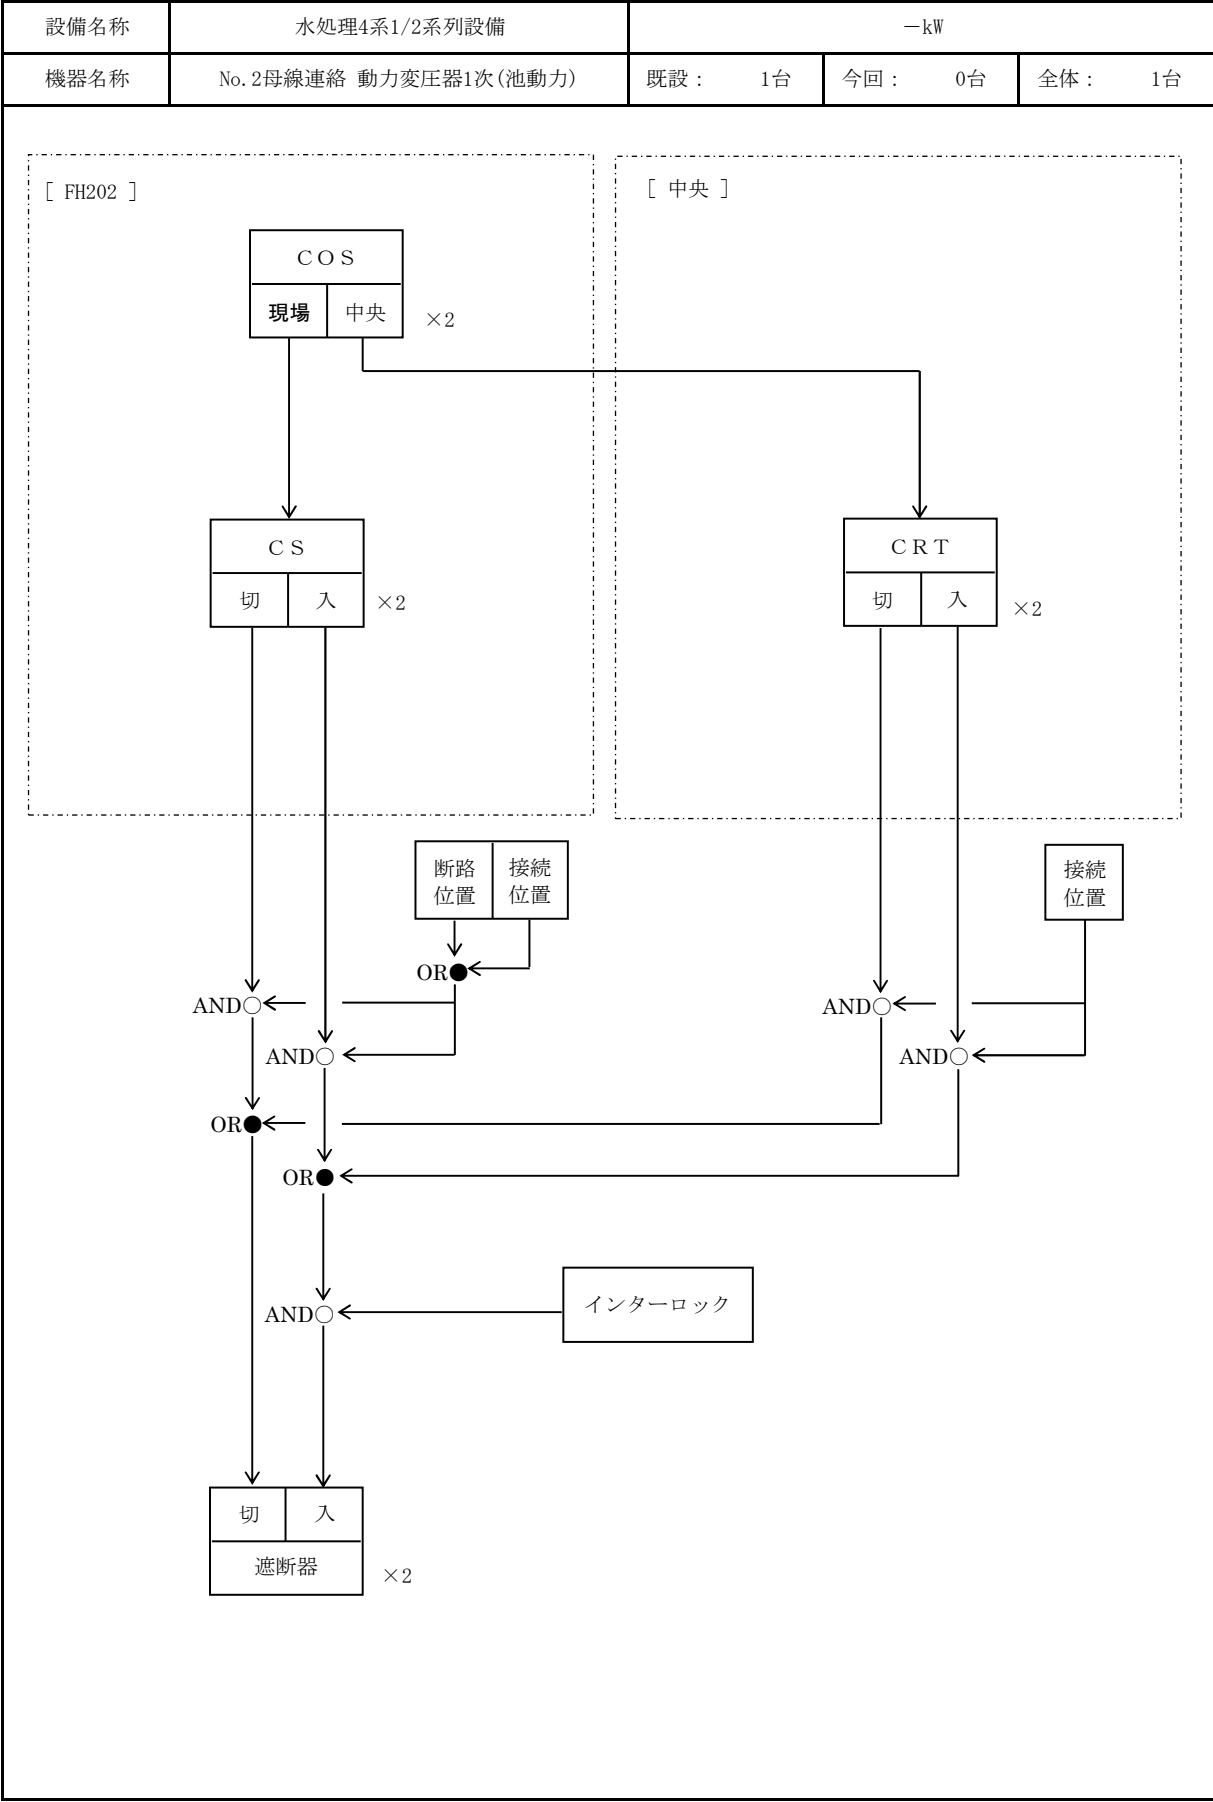 設備名称 水処理4系1/2系列設備 －kW
機器名称 No.2母線連絡 動力変圧器1次(池動力) 既設： 1台 今回： 0台 全体： 1台
[ FH202 ]
[ 中央 ]
ＣＯＳ
現場 中央 ×2
ＣＳ
切 入 ×2
ＣＲＴ
切 入 ×2
断路
位置
接続
位置
接続
位置
OR●
AND○
AND○
AND○
AND○
OR●
OR●
インターロック
AND○
切 入
遮断器 ×2